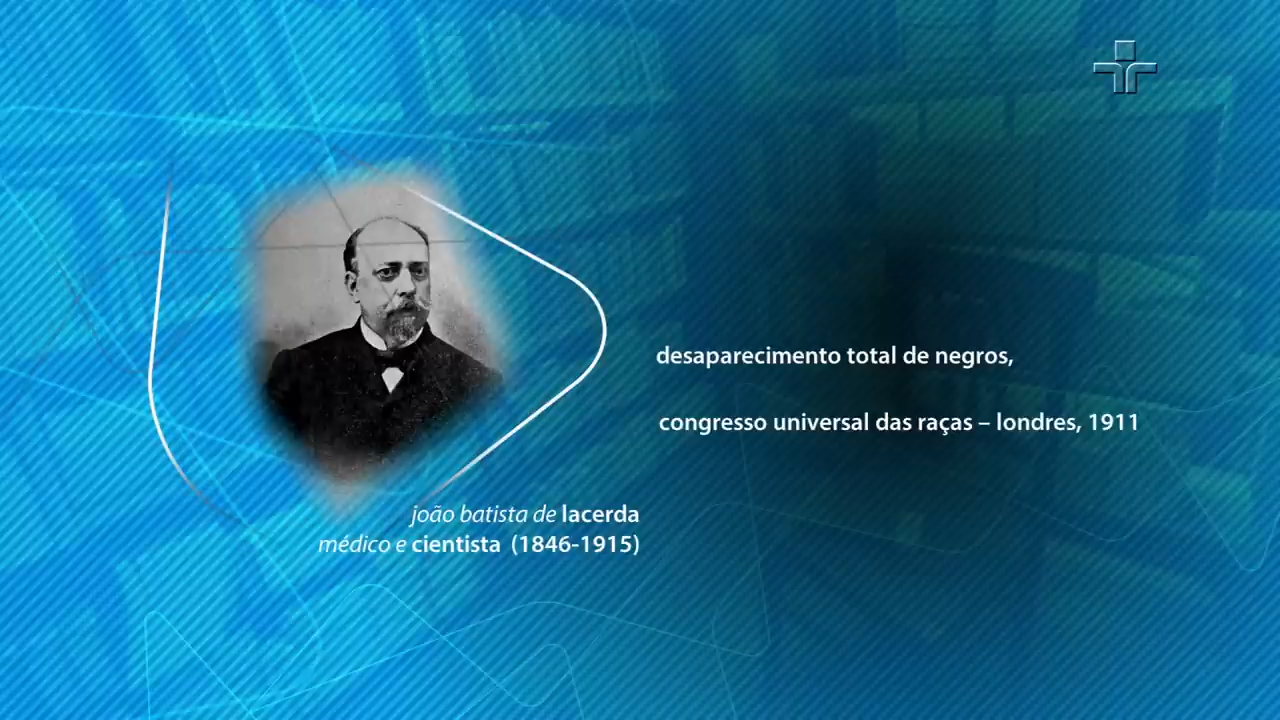 desaparecimento total de negros,
congresso universal das raças – londres, 1911
joão batista de lacerda
médico e cientista (1846-1915)